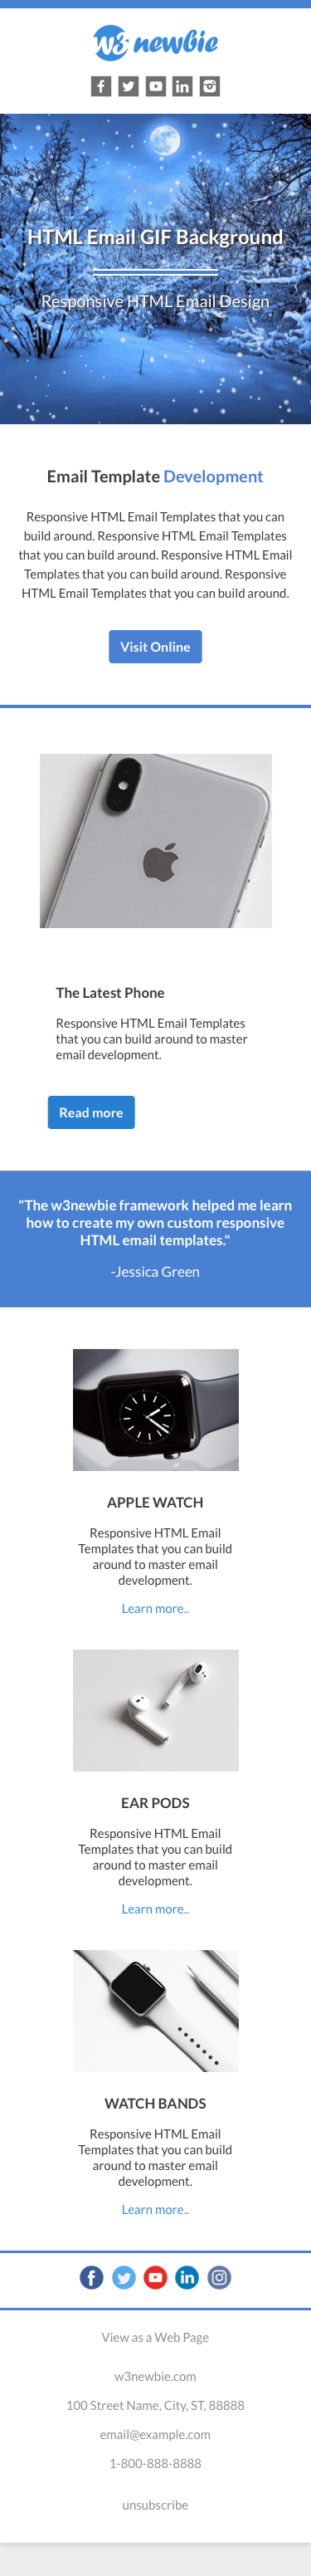 W3 newbie
HTML Email GIF Background
Responsive HTML Email Design
Email Template Development
Responsive HTML Email Templates that you can
build around. Responsive HTML Email Templates
that you can build around. Responsive HTML Email
Templates that you can build around. Responsive
HTML Email Templates that you can build around.
Visit Online
The Latest Phone
Responsive HTML Email Templates
that you can build around to master
email development.
Read more
"The w3newbie framework helped me learn
how to create my own custom responsive
HTML email templates."
-Jessica Green
APPLE WATCH
Responsive HTML Email
Templates that you can build
around to master email
development.
Learn more..
EAR PODS
Responsive HTML Email
Templates that you can build
around to master email
development.
Learn more..
WATCH BANDS
Responsive HTML Email
Templates that you can build
around to master email
development.
Learn more..
View as a Web Page
w3newbie.com
100 Street Name, City, ST, 88888
email@example.com
1-800-888-8888
unsubscribe